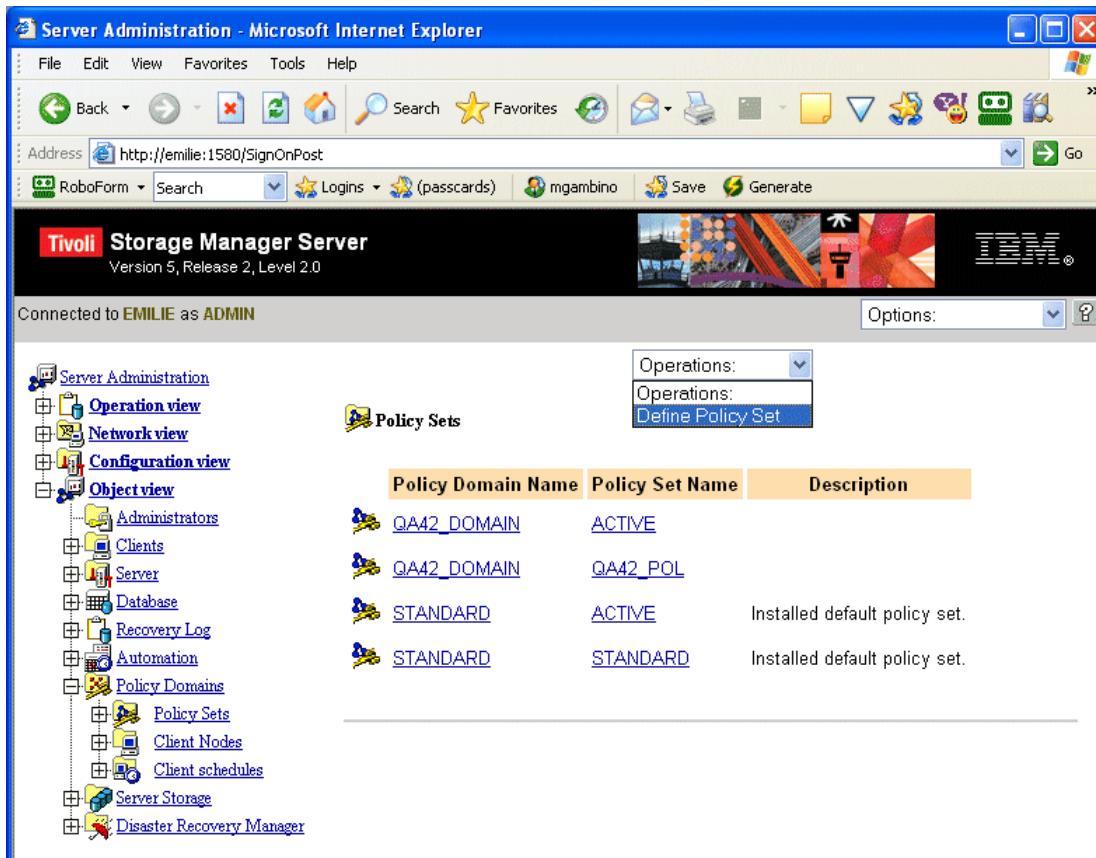 Server Administration - Microsoft Internet Explorer
File Edit View Favorites Tools Help
Back Search Favorites »
Address http://emilie:1580/SignOnPost Go
RoboForm Search Logins (passcards) mgambino Save Generate
Tivoli Storage Manager Server
Version 5, Release 2, Level 2.0
IBM®
Connected to EMILIE as ADMIN Options: ?
Operations:
Operations:
Define Policy Set
Server Administration
Operation view
Network view
Configuration view
Object view
Administrators
Clients
Server
Database
Recovery Log
Automation
Policy Domains
Policy Sets
Client Nodes
Client schedules
Server Storage
Disaster Recovery Manager
Policy Sets
Policy Domain Name Policy Set Name Description
QA42_DOMAIN ACTIVE
QA42_DOMAIN QA42_POL
STANDARD ACTIVE Installed default policy set.
STANDARD STANDARD Installed default policy set.